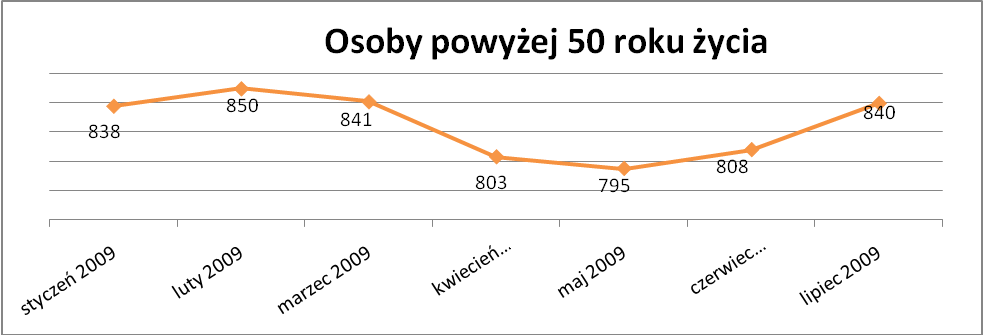 Osoby powyżej 50 roku życia
838
850
841
803
795
808
840
styczeń 2009
luty 2009
marzec 2009
kwiecień...
maj 2009
czerwiec...
lipiec 2009